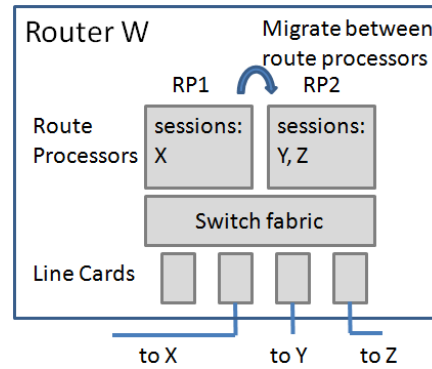 Router W
Migrate between
route processors
RP1
RP2
Route
Processors
sessions:
X
sessions:
Y, Z
Switch fabric
Line Cards
to X
to Y
to Z